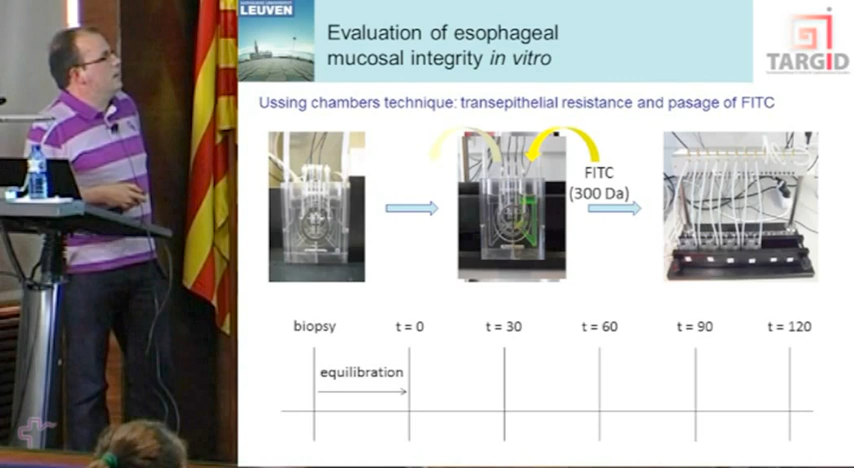 LEUVEN
Evaluation of esophageal
mucosal integrity in vitro
TARGID
Ussing chambers technique: transepithelial resistance and pasage of FITC
FITC
(300 Da)
biopsy t = 0 t = 30 t = 60 t = 90 t = 120
equilibration